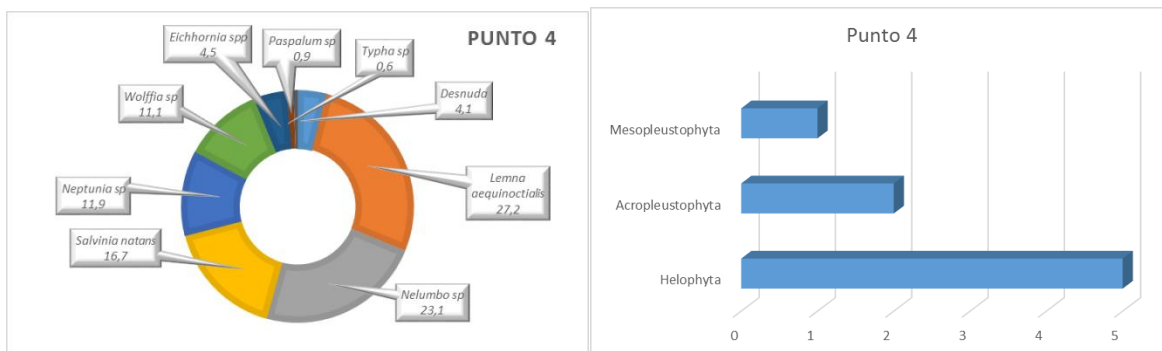 PUNTO 4
Eichhornia spp
4,5
Paspalum sp
0,9
Typha sp
0,6
Desnuda
4,1
Wolffia sp
11,1
Lemna
aequinoctialis
27,2
Neptunia sp
11,9
Salvinia natans
16,7
Nelumbo sp
23,1
Punto 4
Mesopleustophyta
Acropleustophyta
Helophyta
0 1 2 3 4 5